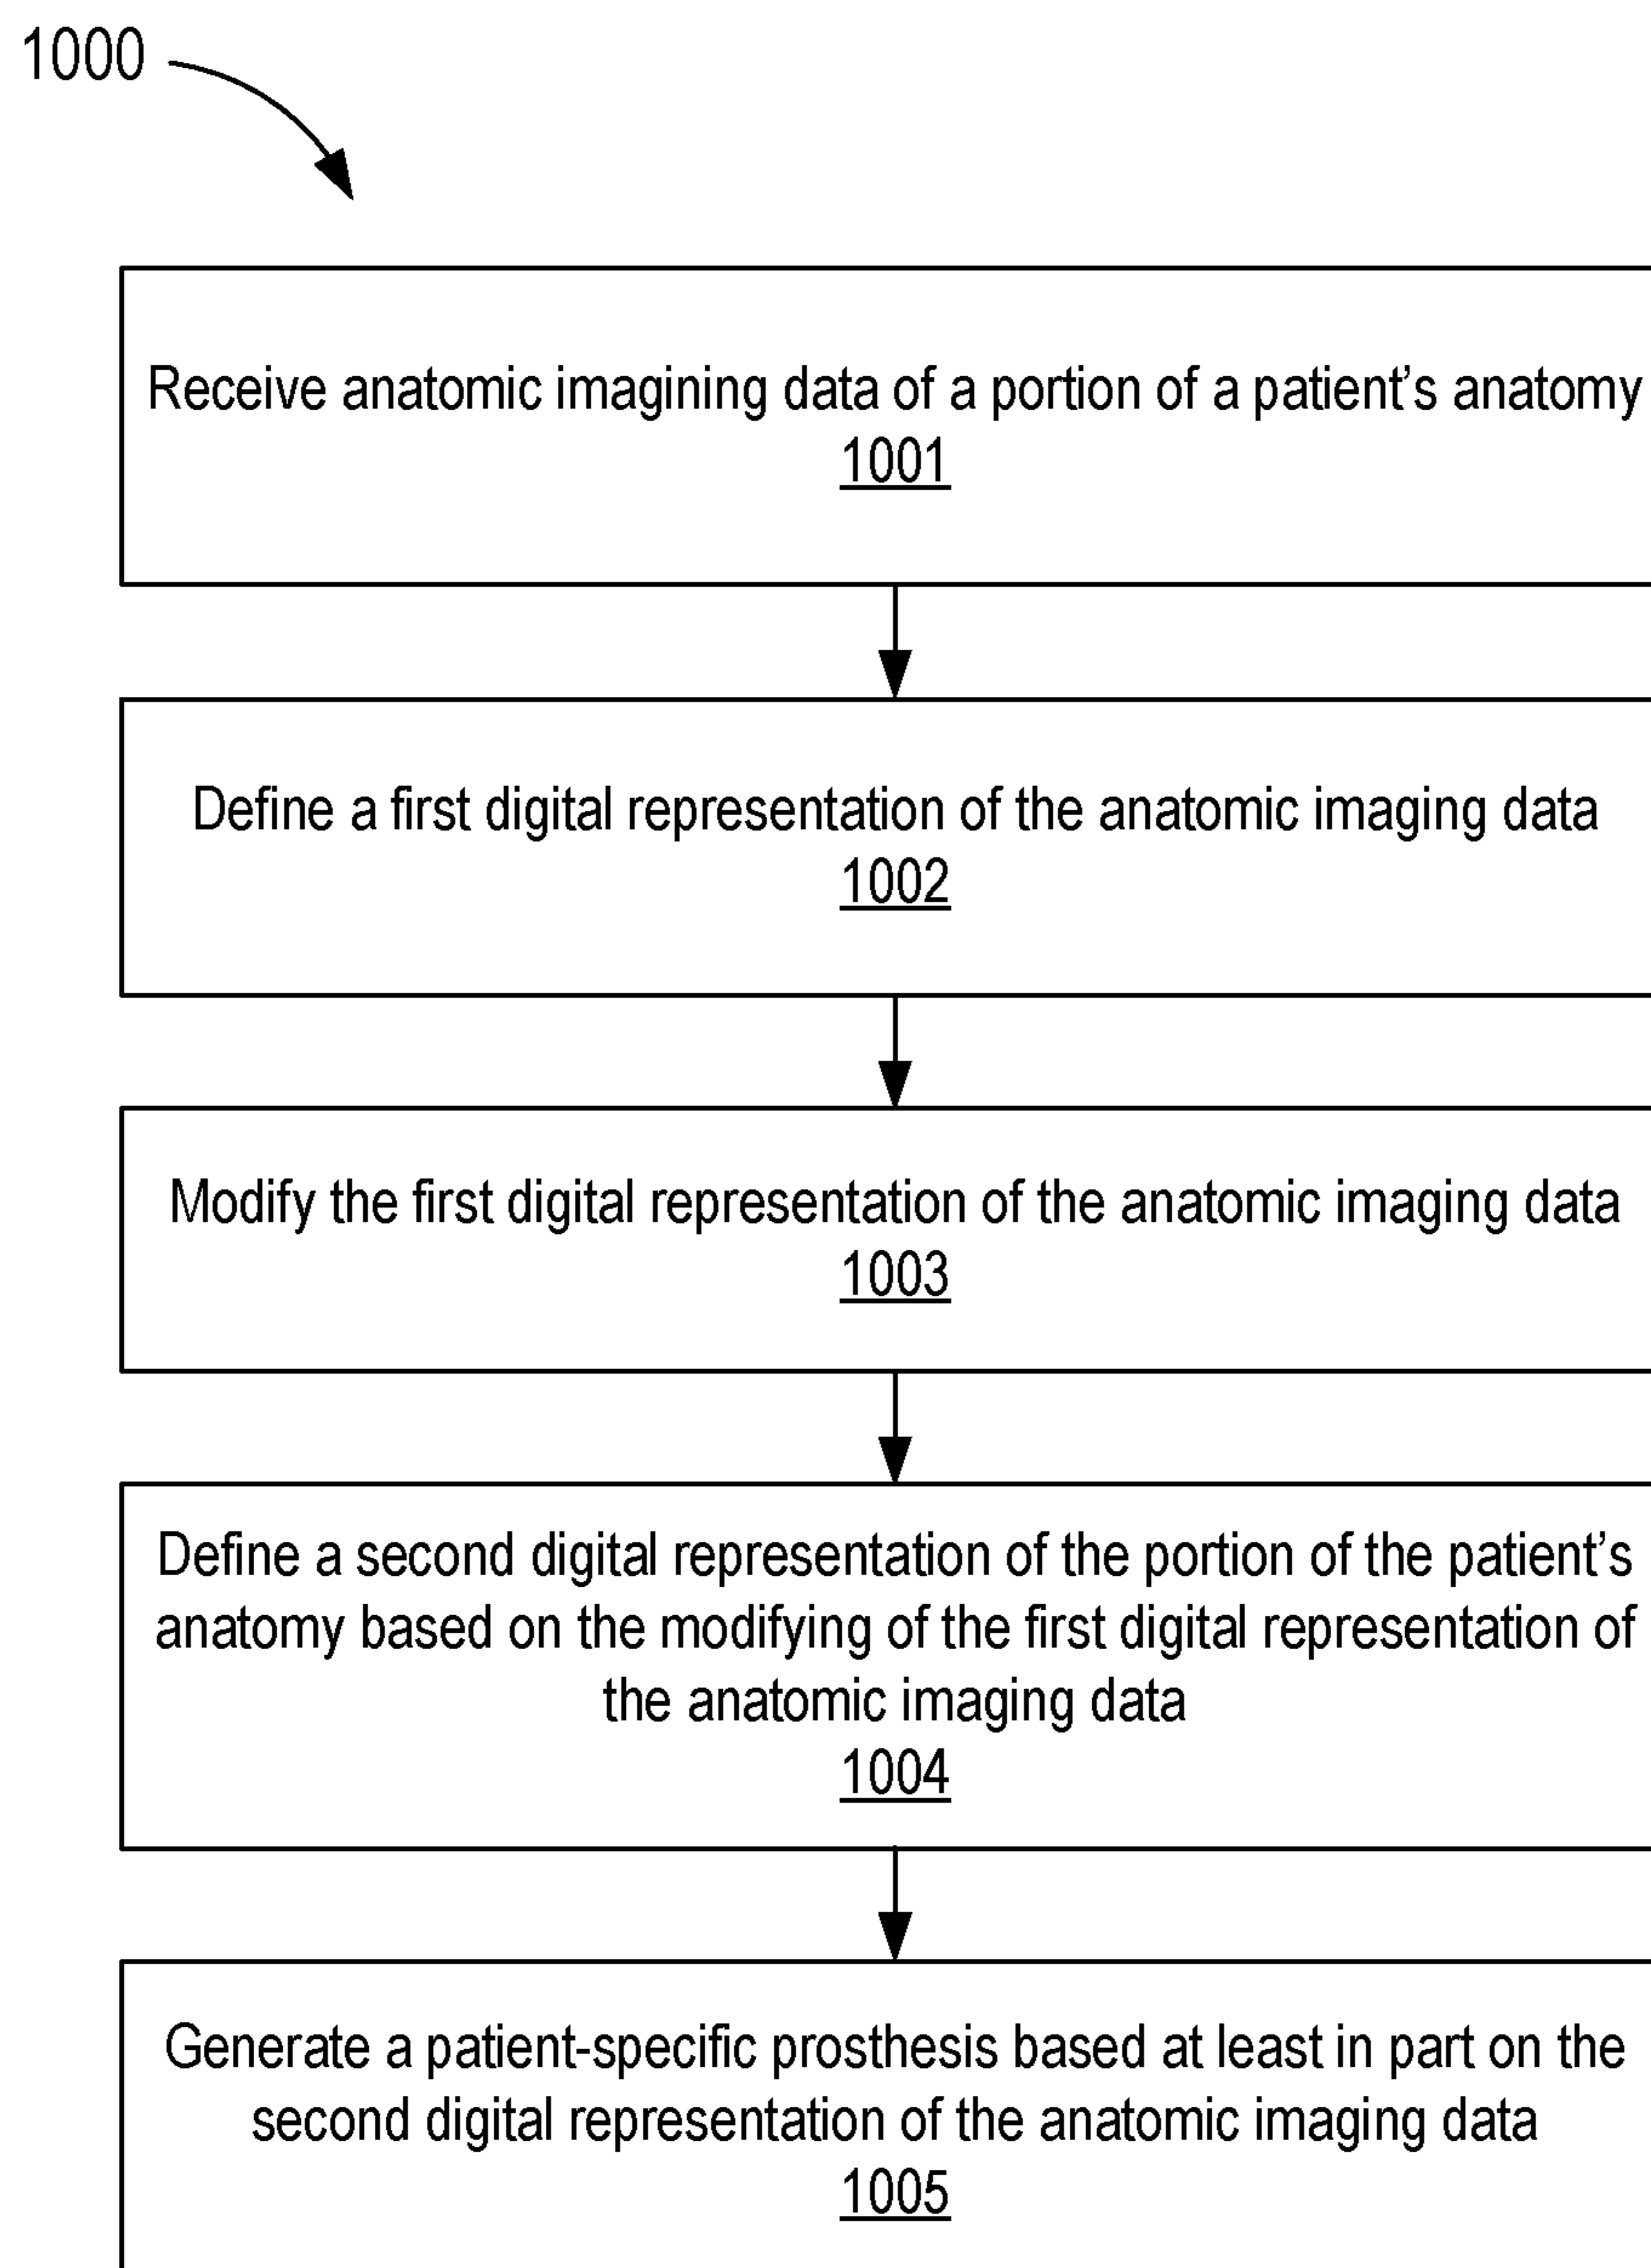 1000
Receive anatomic imagining data of a portion of a patient’s anatomy
1001
Define a first digital representation of the anatomic imaging data
1002
Modify the first digital representation of the anatomic imaging data
1003
Define a second digital representation of the portion of the patient’s
anatomy based on the modifying of the first digital representation of
the anatomic imaging data
1004
Generate a patient-specific prosthesis based at least in part on the
second digital representation of the anatomic imaging data
1005